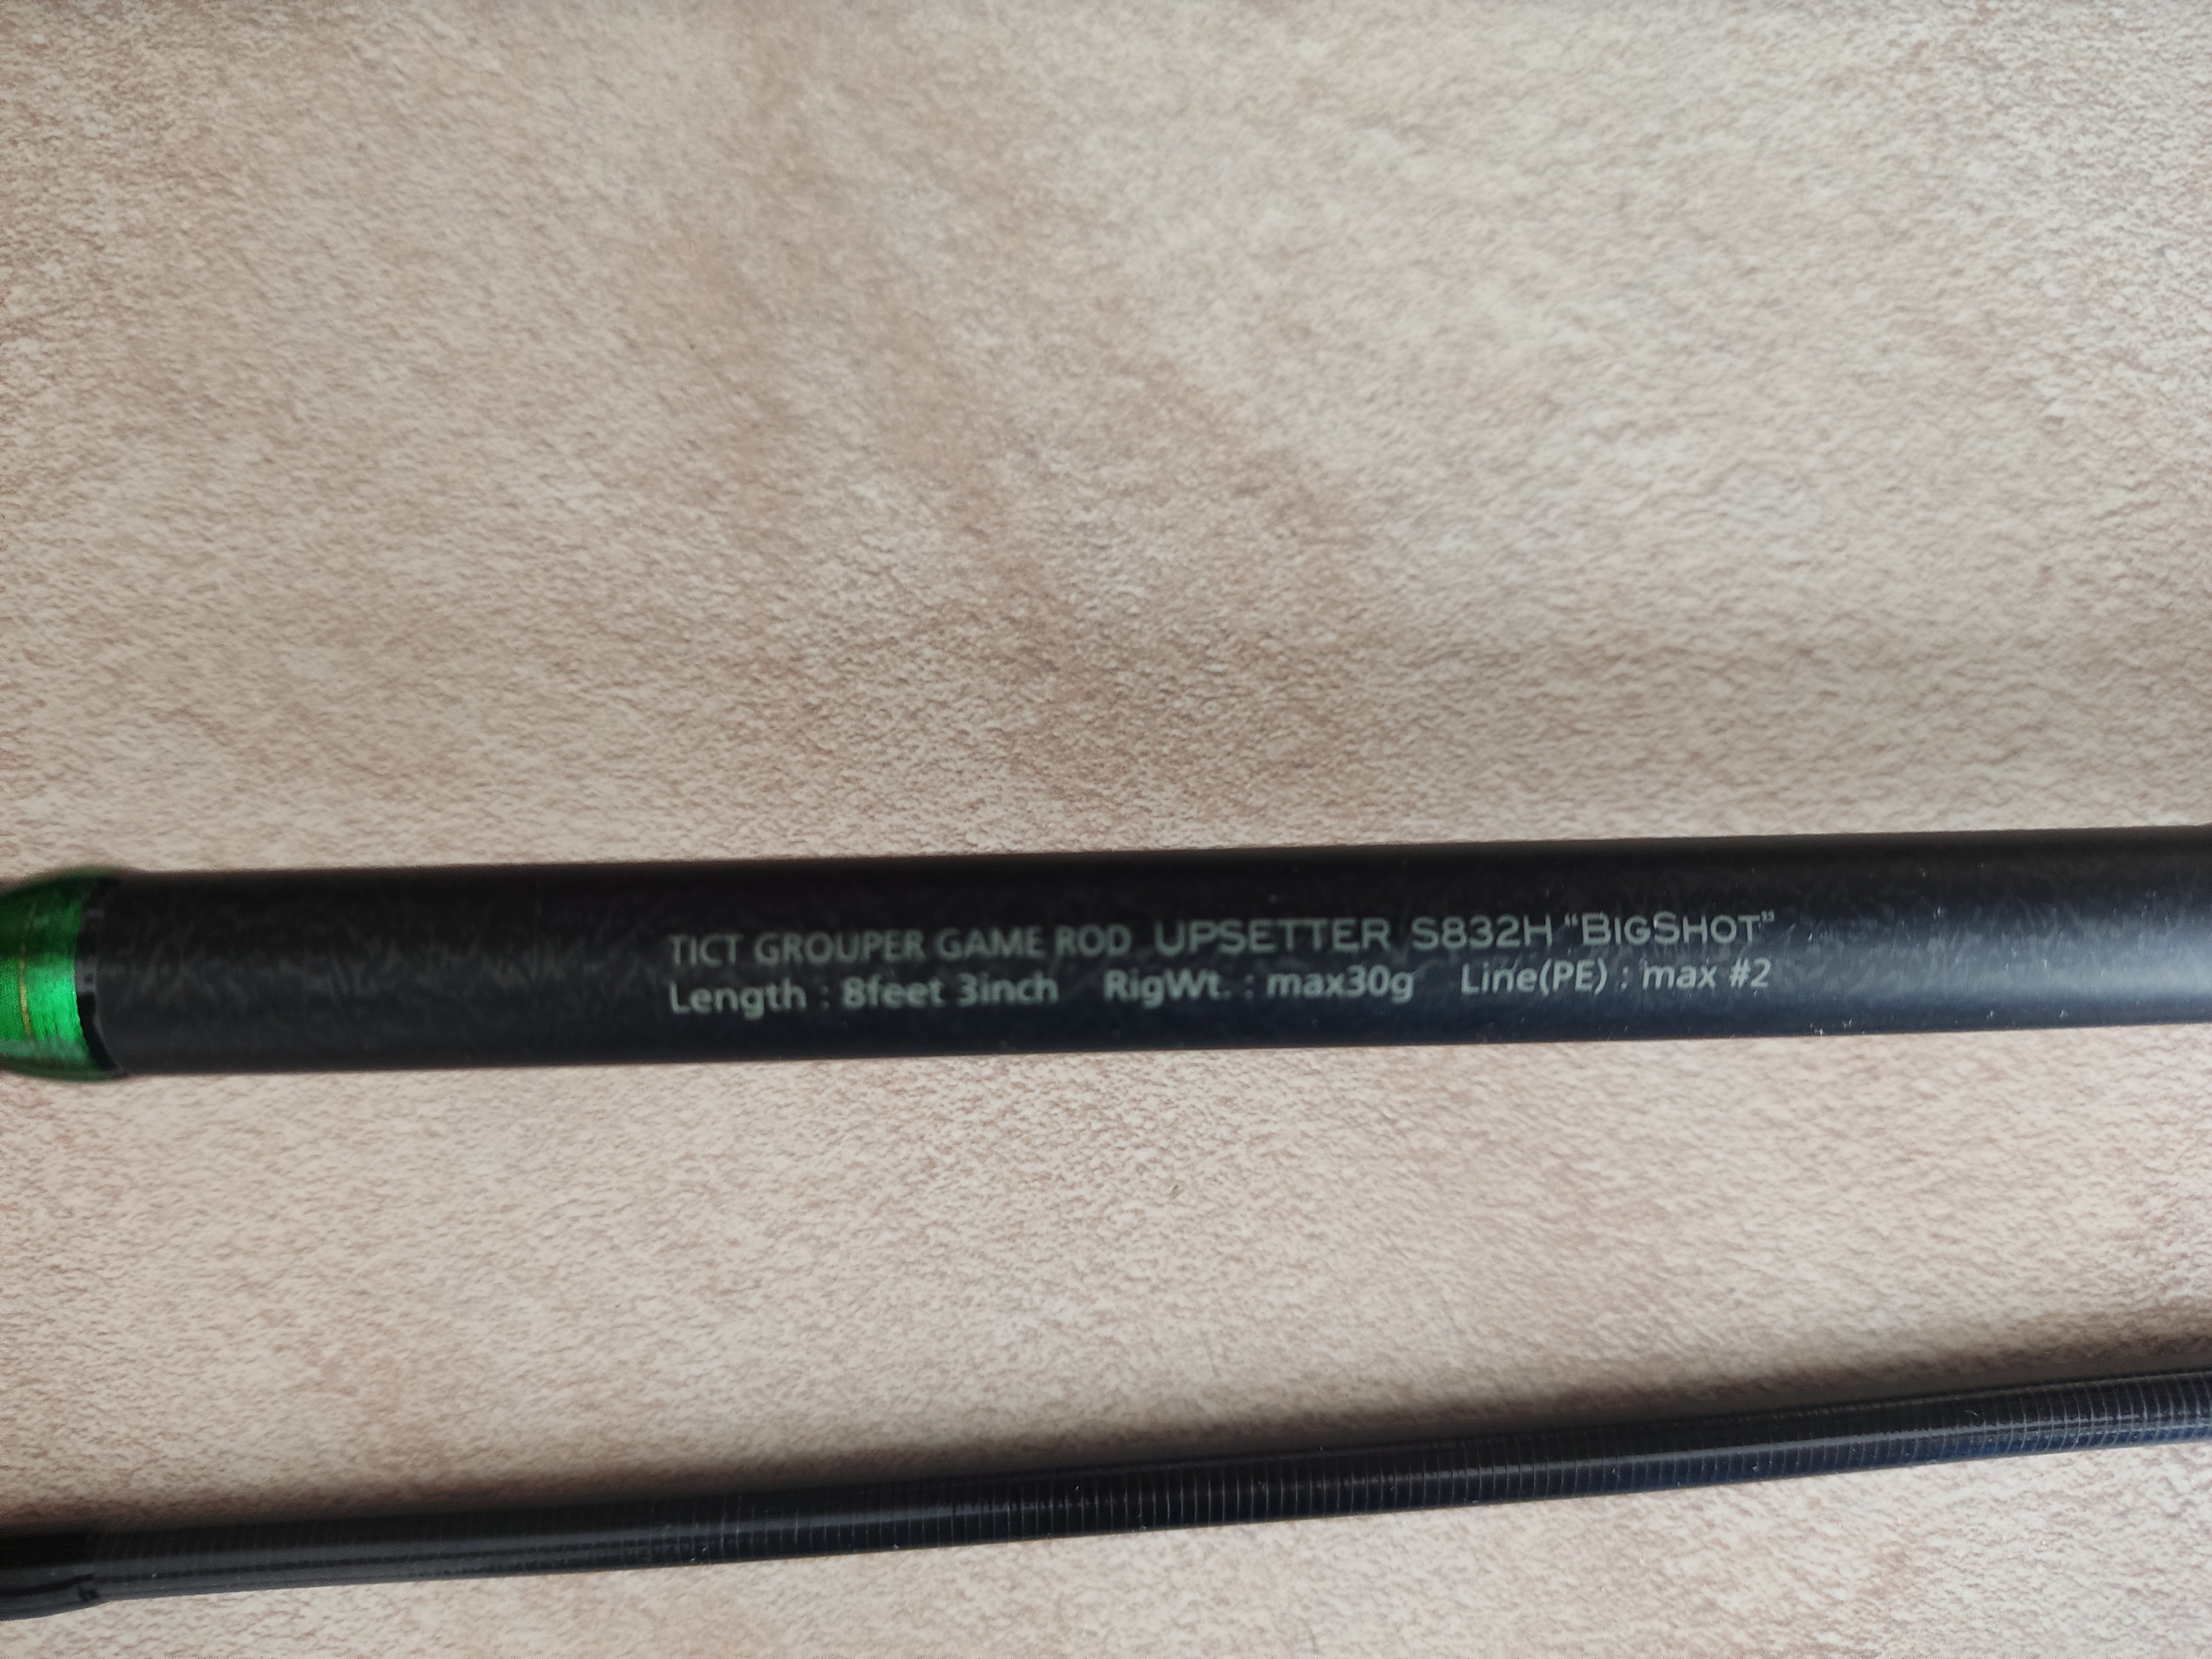 TICT GROUPER GAME ROD UPSETTER S832H “BIGSHOT”
Length : 8feet 3inch RigWt. : max30g Line(PE) : max #2